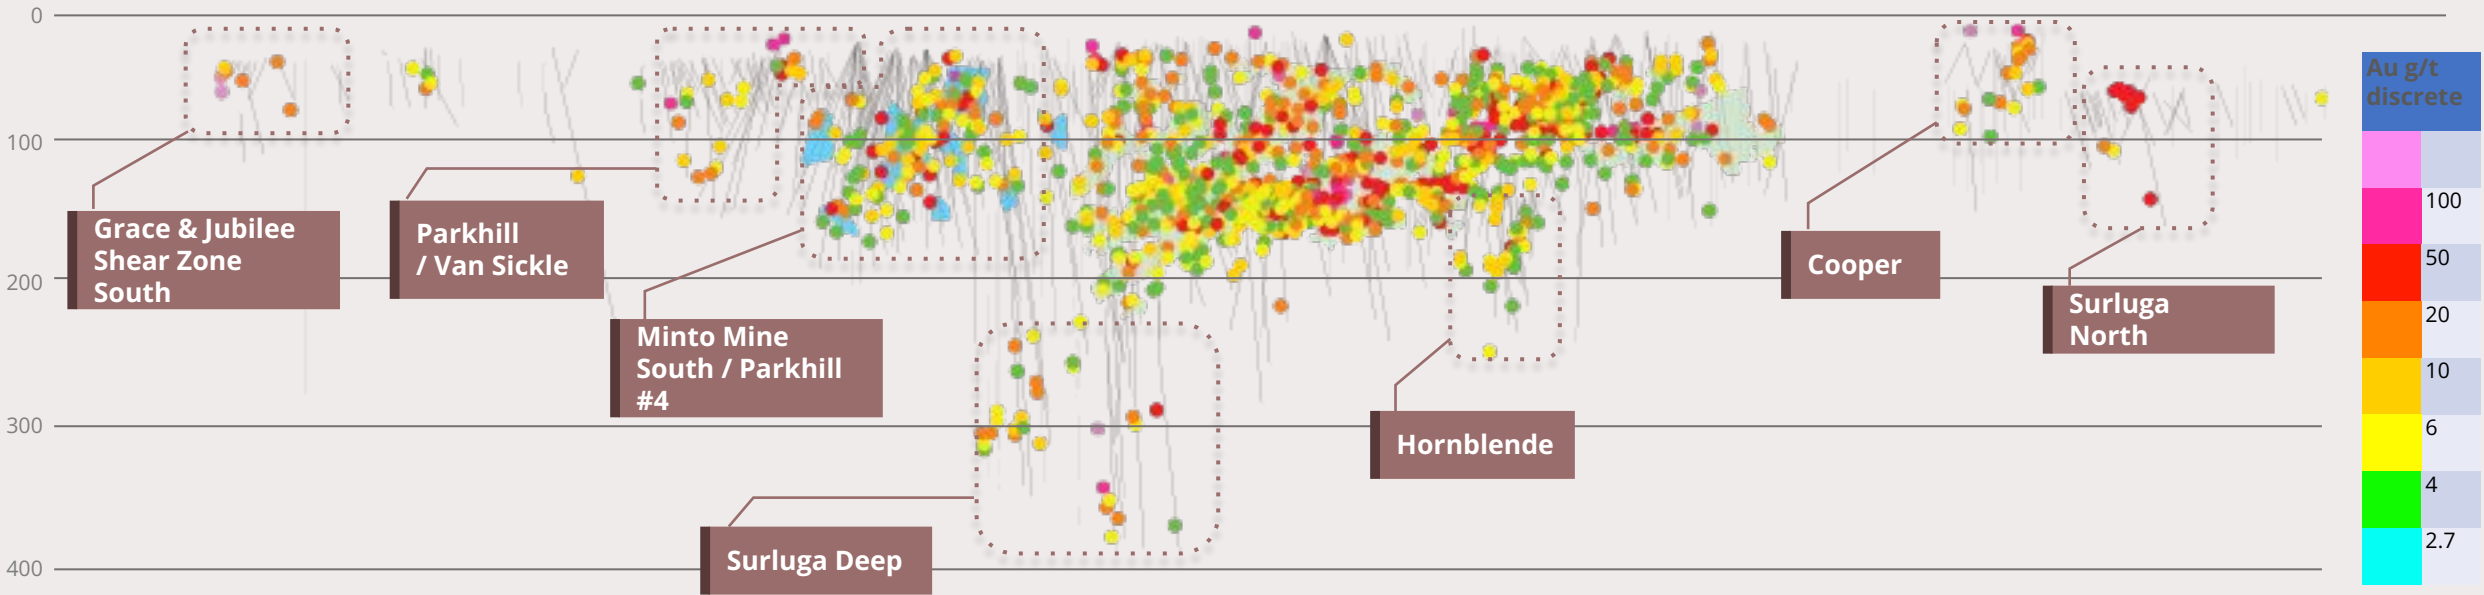 0
100
200
300
400
Grace & Jubilee
Shear Zone
South
Parkhill
/ Van Sickle
Minto Mine
South / Parkhill
#4
Surluga Deep
Hornblende
Cooper
Surluga
North
Au g/t
discrete
100
50
20
10
6
4
2.7